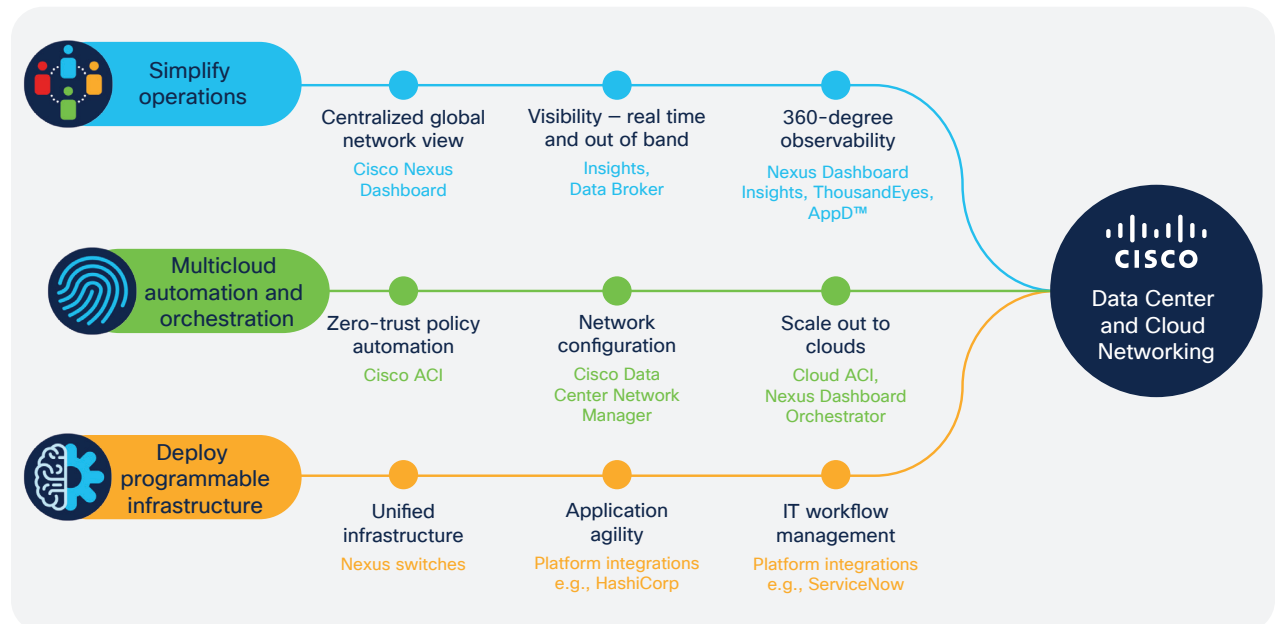 Simplify
operations
Centralized global
network view
Cisco Nexus
Dashboard
Visibility – real time
and out of band
Insights,
Data Broker
360-degree
observability
Nexus Dashboard
Insights, ThousandEyes,
AppD™
Multicloud
automation and
orchestration
Zero-trust policy
automation
Cisco ACI
Network
configuration
Cisco Data
Center Network
Manager
Scale out to
clouds
Cloud ACI,
Nexus Dashboard
Orchestrator
Deploy
programmable
infrastructure
Unified
infrastructure
Nexus switches
Application
agility
Platform integrations
e.g., HashiCorp
IT workflow
management
Platform integrations
e.g., ServiceNow
CISCO
Data Center
and Cloud
Networking